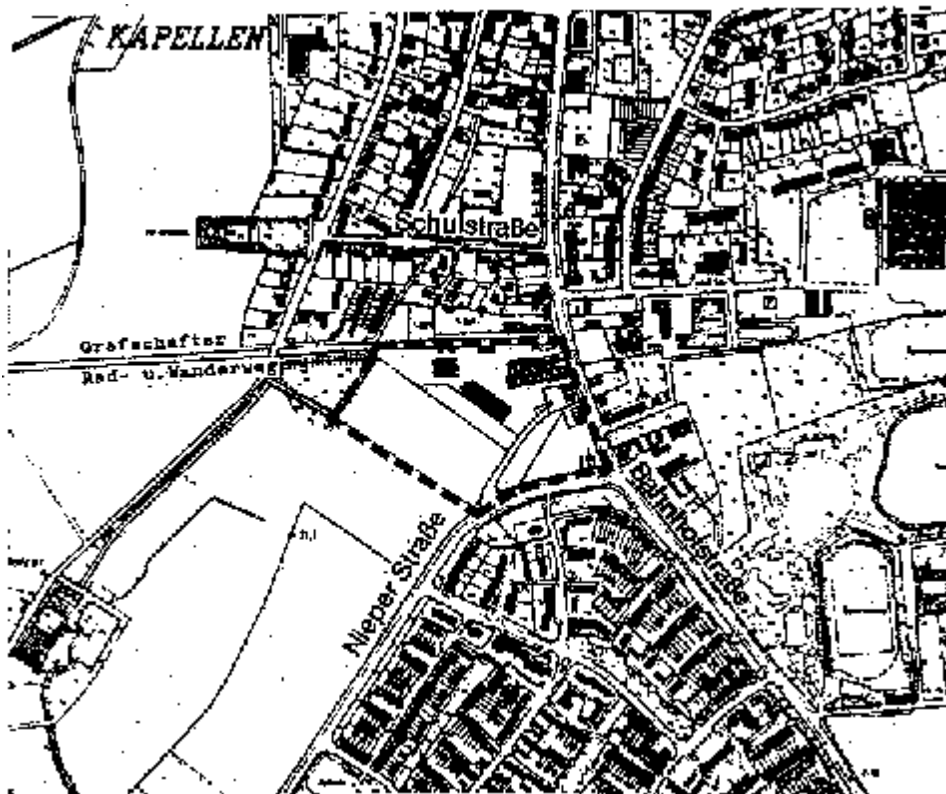 KAPELLEN
Schulstraße
Grafschafter
Rad- u. Wanderweg
Bahnhofstraße
Nieper Straße